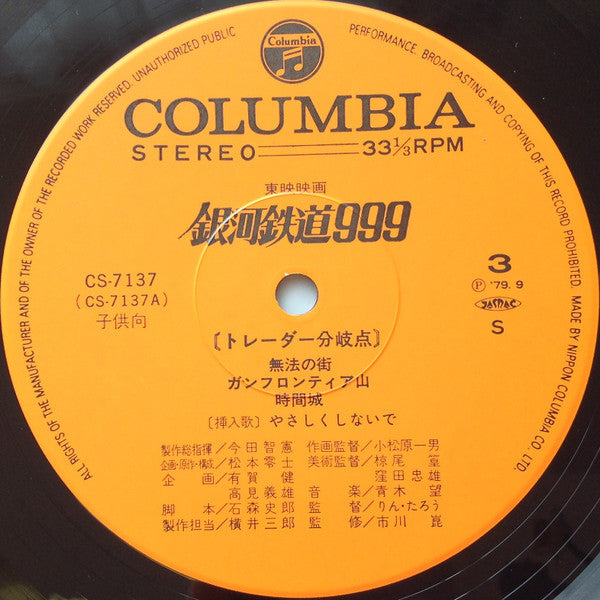 ALL RIGHTS OF THE MANUFACTURER AND OF THE OWNER OF THE RECORDED WORK RESERVED. UNAUTHORIZED PUBLIC PERFORMANCE, BROADCASTING AND COPYING OF THIS RECORD PROHIBITED. MADE BY NIPPON COLUMBIA CO., LTD.
Columbia
COLUMBIA
STEREO 33⅓ RPM
東映映画
銀河鉄道999
CS-7137
(CS-7137A)
子供向
3
Ⓟ '79. 9
JASRAC
S
〔トレーダー分岐点〕
無法の街
ガンフロンティア山
時間城
〔挿入歌〕やさしくしないで
製作総指揮/今田智憲 作画監督/小松原一男
企画・原作・構成/松本零士 美術監督/椋尾 篁
企 画/有賀 健 窪田忠雄
高見義雄 音 楽/青木 望
脚 本/石森史郎 監 督/りん・たろう
製作担当/横井三郎 監 修/市川 崑